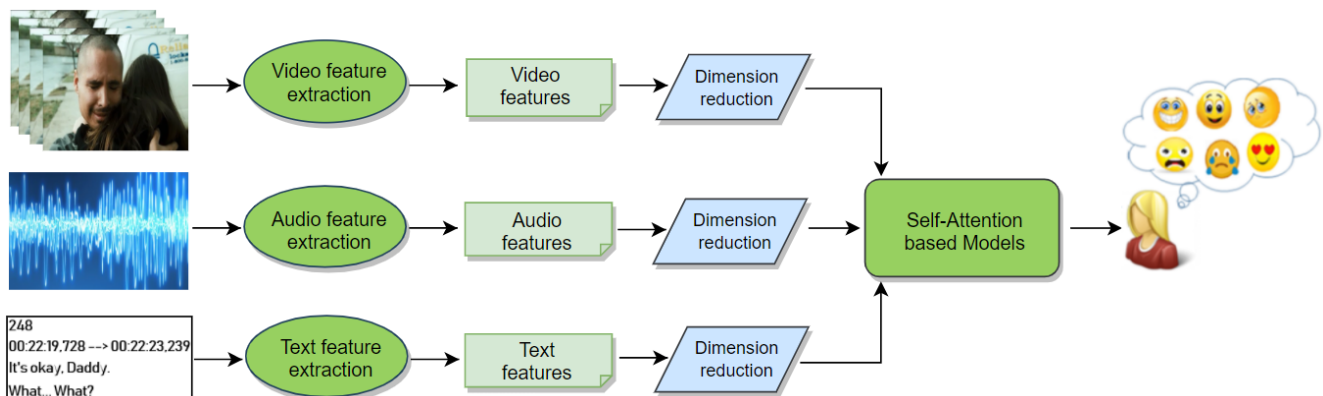 Video feature
extraction
Video
features
Dimension
reduction
Audio feature
extraction
Audio
features
Dimension
reduction
Self-Attention
based Models
248
00:22:19,728 --> 00:22:23,239
It's okay, Daddy.
What... What?
Text feature
extraction
Text
features
Dimension
reduction